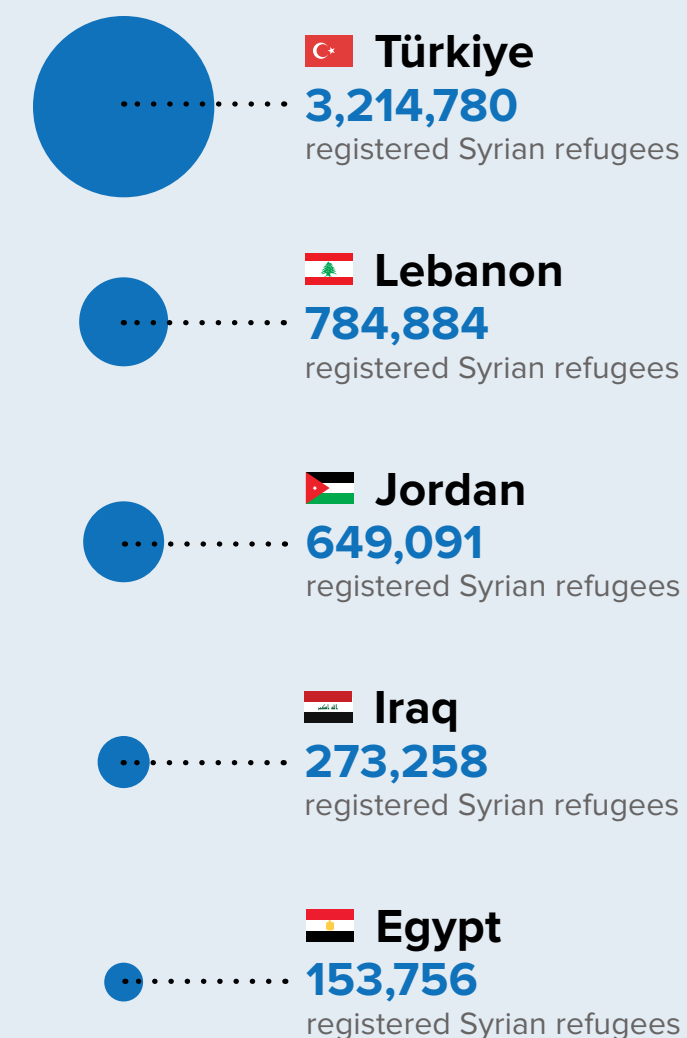 Türkiye
3,214,780
registered Syrian refugees
Lebanon
784,884
registered Syrian refugees
Jordan
649,091
registered Syrian refugees
Iraq
273,258
registered Syrian refugees
Egypt
153,756
registered Syrian refugees